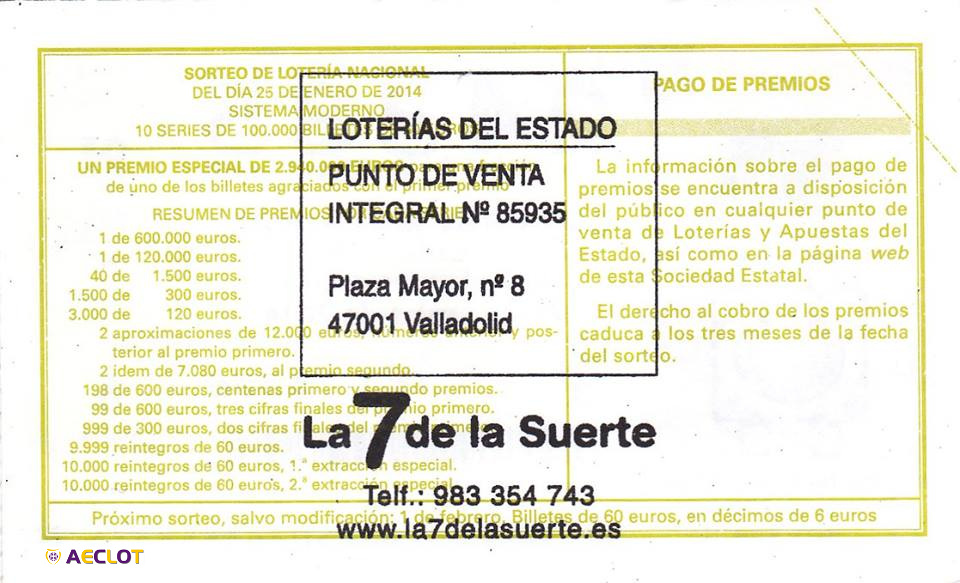 SORTEO DE LOTERÍA NACIONAL
DEL DÍA 25 DE ENERO DE 2014
SISTEMA MODERNO
10 SERIES DE 100.000 BILLETES
UN PREMIO ESPECIAL DE 2.940.000 EUROS
de uno de los billetes agraciados con el primer premio
RESUMEN DE PREMIOS
1 de 600.000 euros.
1 de 120.000 euros.
40 de 1.500 euros.
1.500 de 300 euros.
3.000 de 120 euros.
2 aproximaciones de 12.000 euros, números anterior y pos-
terior al premio primero.
2 idem de 7.080 euros, al premio segundo.
198 de 600 euros, centenas primero y segundo premios.
99 de 600 euros, tres cifras finales del premio primero.
999 de 300 euros, dos cifras finales del premio primero.
9.999 reintegros de 60 euros.
10.000 reintegros de 60 euros, 1.ª extracción especial.
10.000 reintegros de 60 euros, 2.ª extracción especial.
PAGO DE PREMIOS
La información sobre el pago de
premios se encuentra a disposición
del público en cualquier punto de
venta de Loterías y Apuestas del
Estado, así como en la página web
de esta Sociedad Estatal.
El derecho al cobro de los premios
caduca a los tres meses de la fecha
del sorteo.
Próximo sorteo, salvo modificación: 1 de febrero. Billetes de 60 euros, en décimos de 6 euros
LOTERÍAS DEL ESTADO
PUNTO DE VENTA
INTEGRAL Nº 85935
Plaza Mayor, nº 8
47001 Valladolid
La 7 de la Suerte
Telf.: 983 354 743
www.la7delasuerte.es
AECLOT